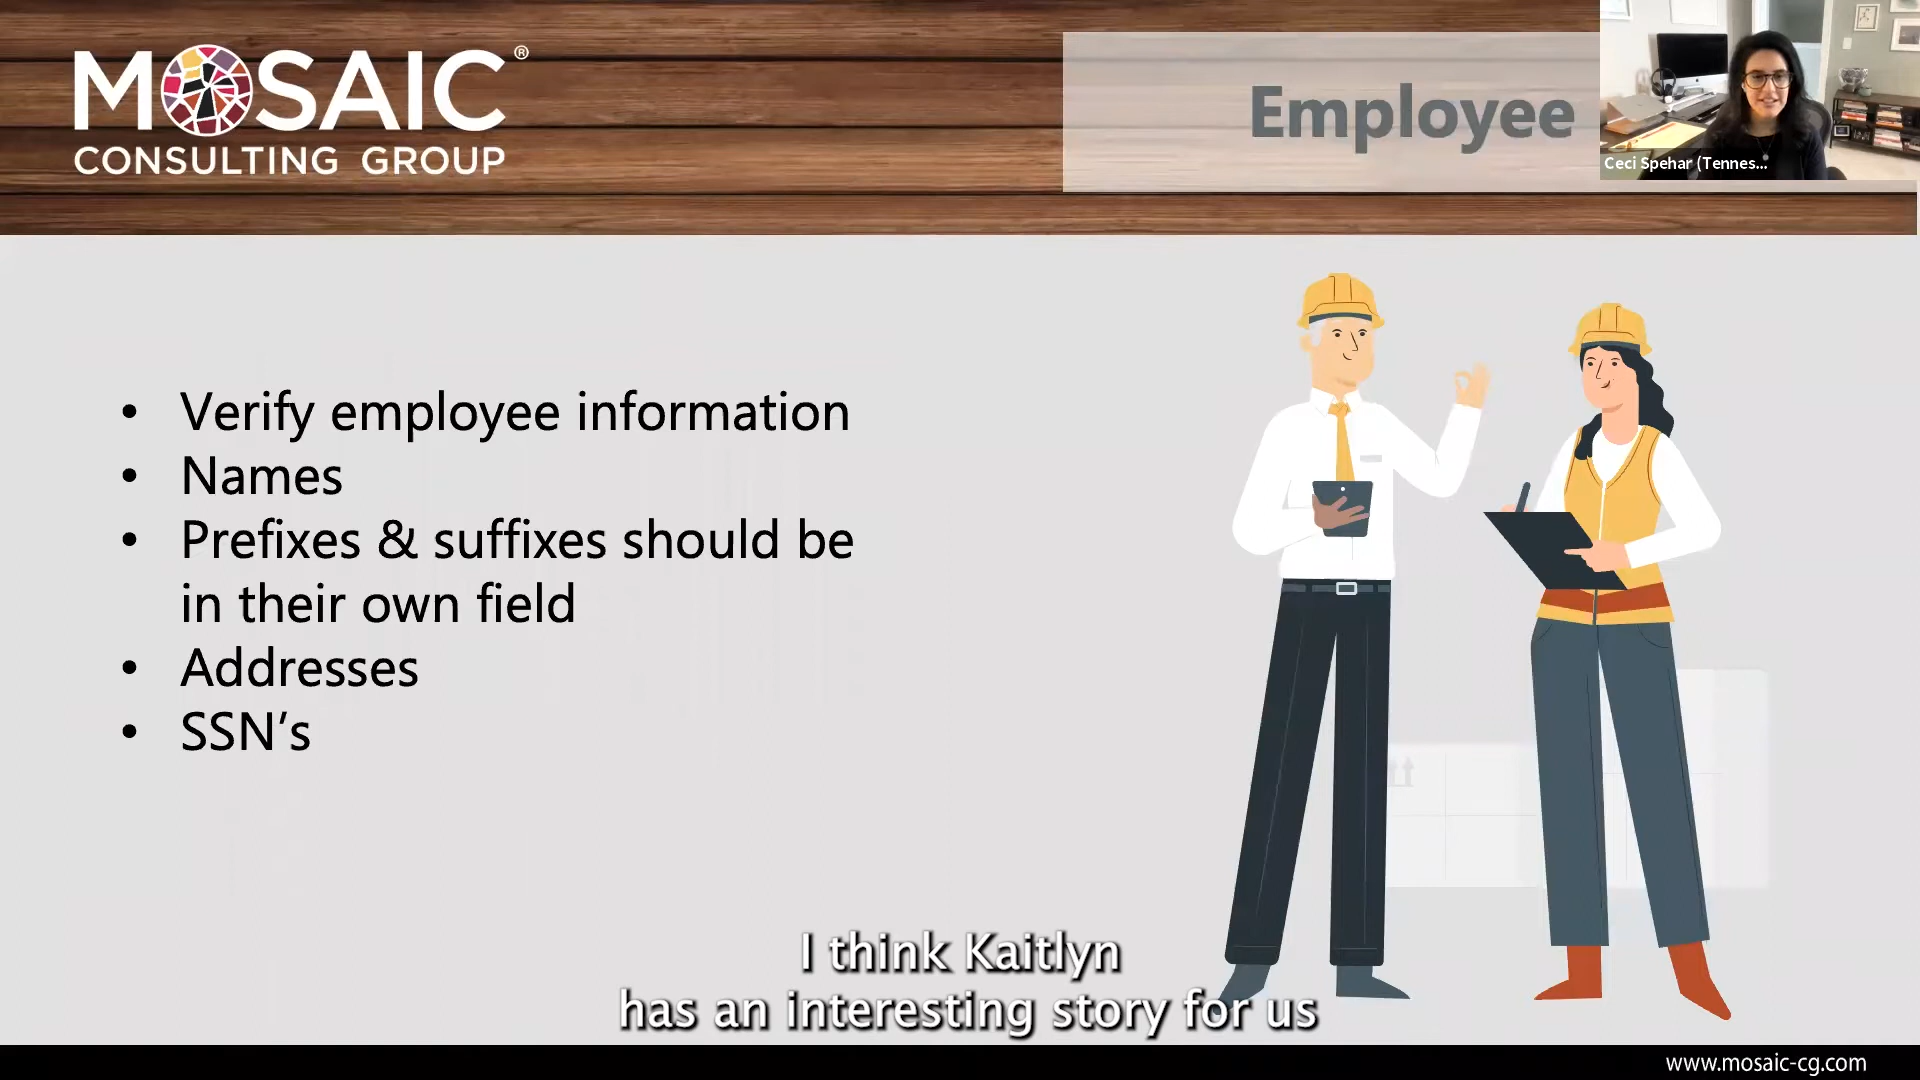 MOSAIC®
CONSULTING GROUP
Employee
Ceci Spehar (Tennes...
• Verify employee information
• Names
• Prefixes & suffixes should be
in their own field
• Addresses
• SSN’s
I think Kaitlyn
has an interesting story for us
www.mosaic-cg.com